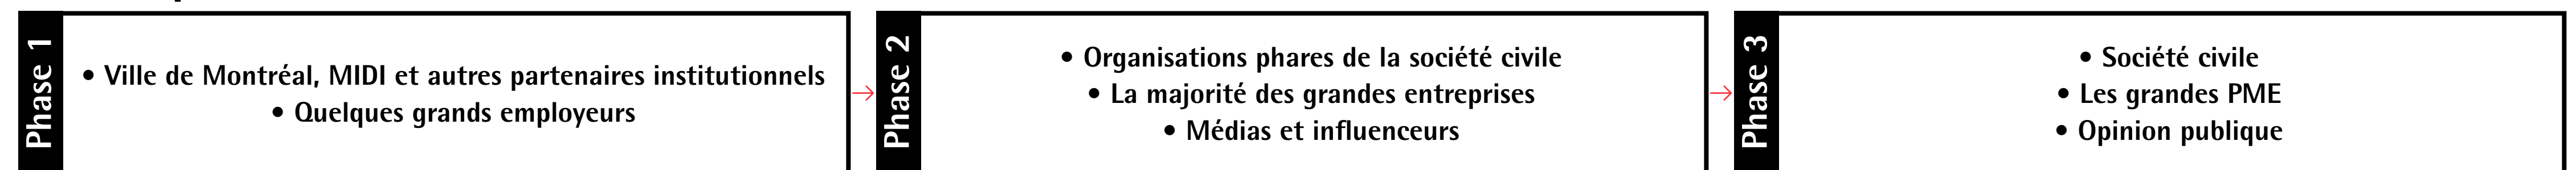 Phase 1
• Ville de Montréal, MIDI et autres partenaires institutionnels
• Quelques grands employeurs
Phase 2
• Organisations phares de la société civile
• La majorité des grandes entreprises
• Médias et influenceurs
Phase 3
• Société civile
• Les grandes PME
• Opinion publique